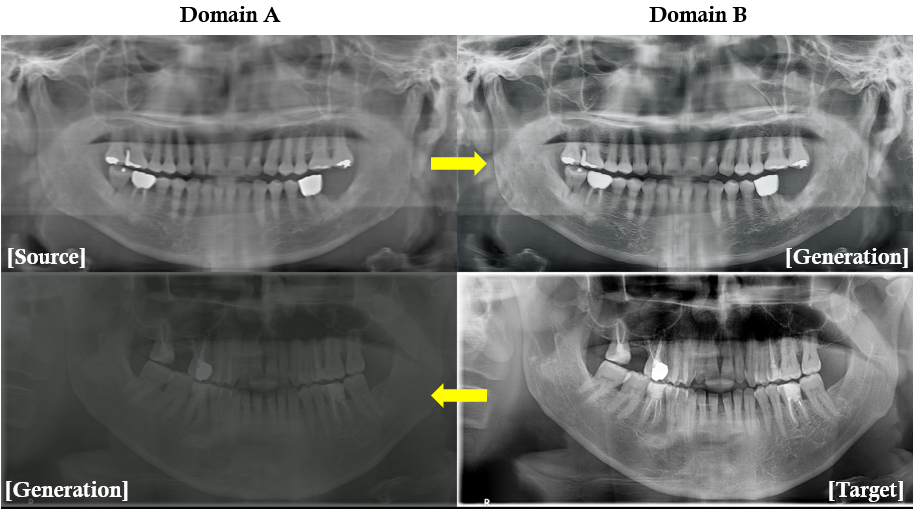 Domain A
Domain B
[Source]
[Generation]
[Generation]
[Target]
R